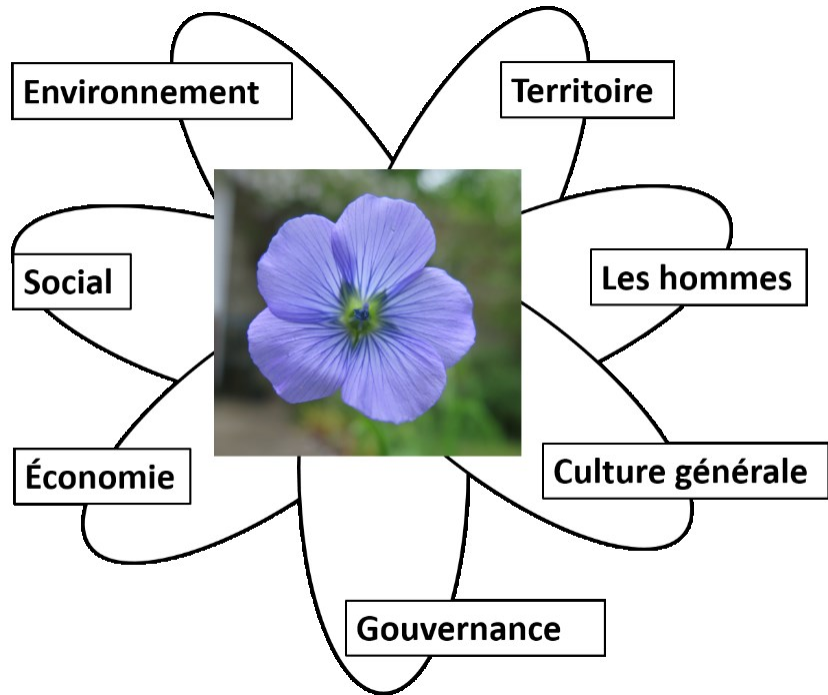 Environnement
Territoire
Social
Les hommes
Économie
Culture générale
Gouvernance